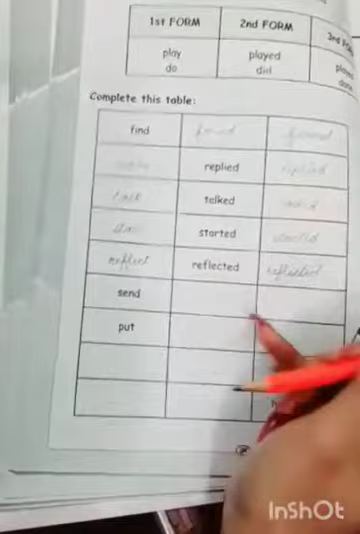 1st FORM 2nd FORM 3rd
play played
do did
Complete this table:
find found found
replied replied
talk talked
started started
reflect reflected reflected
send
put
InShOt